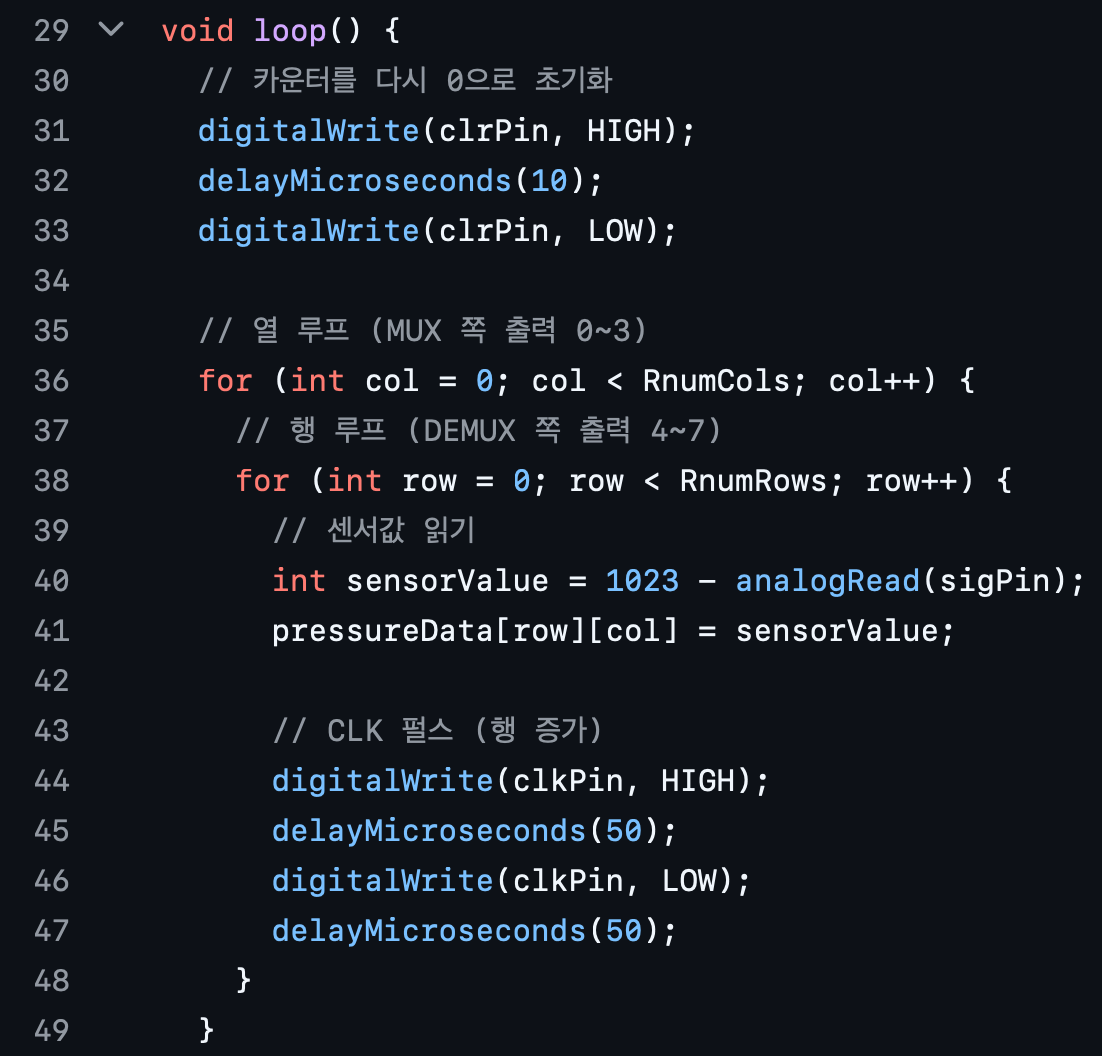 29 void loop() {
30 // 카운터를 다시 0으로 초기화
31 digitalWrite(clrPin, HIGH);
32 delayMicroseconds(10);
33 digitalWrite(clrPin, LOW);
34
35 // 열 루프 (MUX 쪽 출력 0~3)
36 for (int col = 0; col < RnumCols; col++) {
37 // 행 루프 (DEMUX 쪽 출력 4~7)
38 for (int row = 0; row < RnumRows; row++) {
39 // 센서값 읽기
40 int sensorValue = 1023 - analogRead(sigPin);
41 pressureData[row][col] = sensorValue;
42
43 // CLK 펄스 (행 증가)
44 digitalWrite(clkPin, HIGH);
45 delayMicroseconds(50);
46 digitalWrite(clkPin, LOW);
47 delayMicroseconds(50);
48 }
49 }